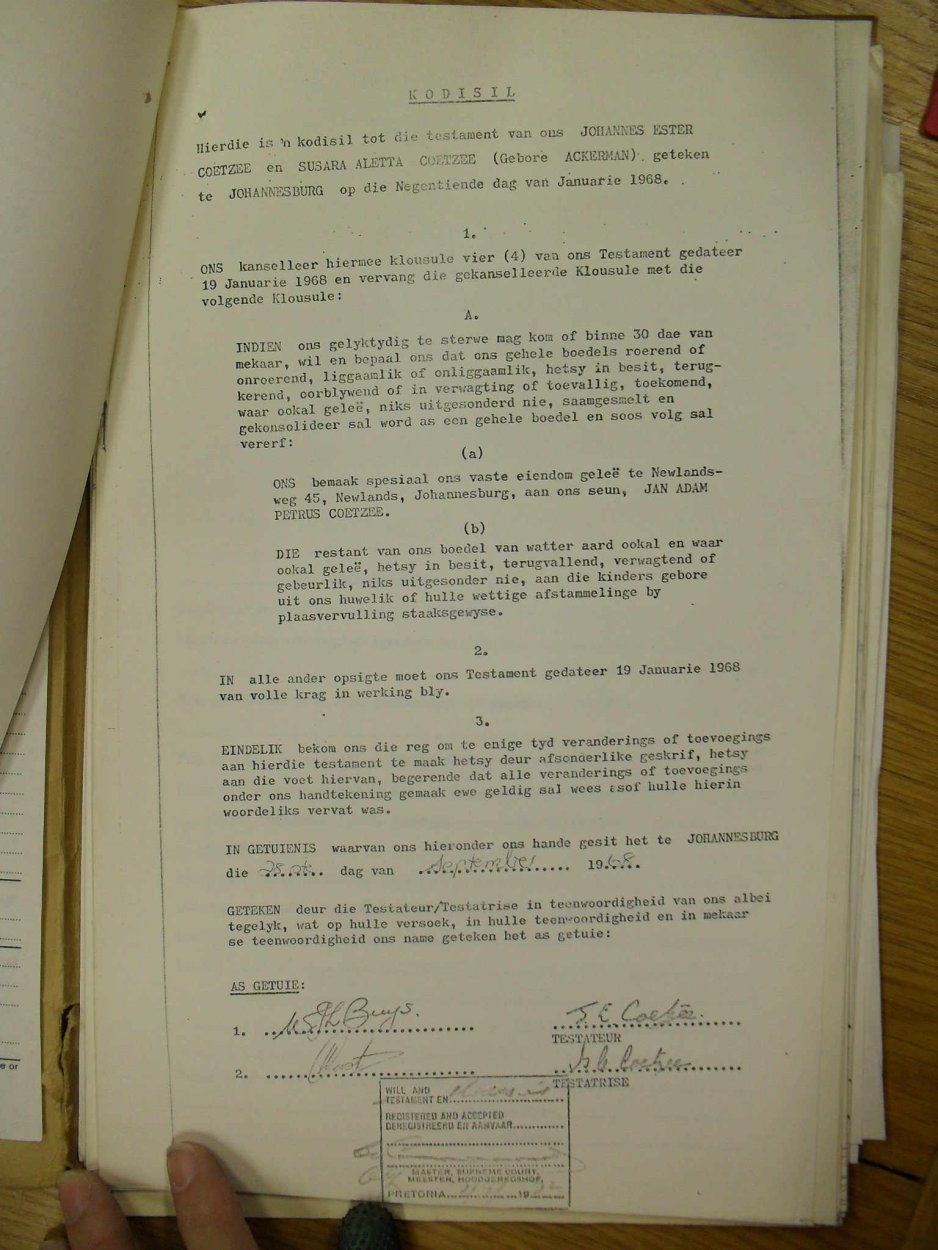 KODISIL
Hierdie is 'n kodisil tot die testament van ons JOHANNES ESTER
COETZEE en SUSARA ALETTA COETZEE (Gebore ACKERMAN). geteken
te JOHANNESBURG op die Negentiende dag van Januarie 1968.
1.
ONS kanselleer hiermee klousule vier (4) van ons Testament gedateer
19 Januarie 1968 en vervang die gekanselleerde Klousule met die
volgende Klousule:
A.
INDIEN ons gelyktydig te sterwe mag kom of binne 30 dae van
mekaar, wil en bepaal ons dat ons gehele boedels roerend of
onroerend, liggaamlik of onliggaamlik, hetsy in besit, terug-
kerend, oorblywend of in verwagting of toevallig, toekomend,
waar ookal geleë, niks uitgesonderd nie, saamgesmelt en
gekonsolideer sal word as een gehele boedel en soos volg sal
vererf:
(a)
ONS bemaak spesiaal ons vaste eiendom geleë te Newlands-
weg 45, Newlands, Johannesburg, aan ons seun, JAN ADAM
PETRUS COETZEE.
(b)
DIE restant van ons boedel van watter aard ookal en waar
ookal geleë, hetsy in besit, terugvallend, verwagtend of
gebeurlik, niks uitgesonder nie, aan die kinders gebore
uit ons huwelik of hulle wettige afstammelinge by
plaasvervulling staaksgewyse.
2.
IN alle ander opsigte moet ons Testament gedateer 19 Januarie 1968
van volle krag in werking bly.
3.
EINDELIK bekom ons die reg om te enige tyd veranderings of toevoegings
aan hierdie testament te maak hetsy deur afsonderlike geskrif, hetsy
aan die voet hiervan, begerende dat alle veranderings of toevoegings
onder ons handtekening gemaak ewe geldig sal wees asof hulle hierin
woordeliks vervat was.
IN GETUIENIS waarvan ons hieronder ons hande gesit het te JOHANNESBURG
die dag van September 1968.
GETEKEN deur die Testateur/Testatrise in teenwoordigheid van ons albei
tegelyk, wat op hulle versoek, in hulle teenwoordigheid en in mekaar
se teenwoordigheid ons name geteken het as getuie:
AS GETUIE:
1. Buys. J. E. Coetzee.
TESTATEUR
2. S. A. Coetzee
TESTATRISE
WILL AND
TESTAMENT EN
REGISTERED AND ACCEPTED
GEREGISTREERD EN AANVAAR
MASTER, SUPREME COURT,
MEESTER, HOOGGEREGSHOF,
PRETORIA 19
e or